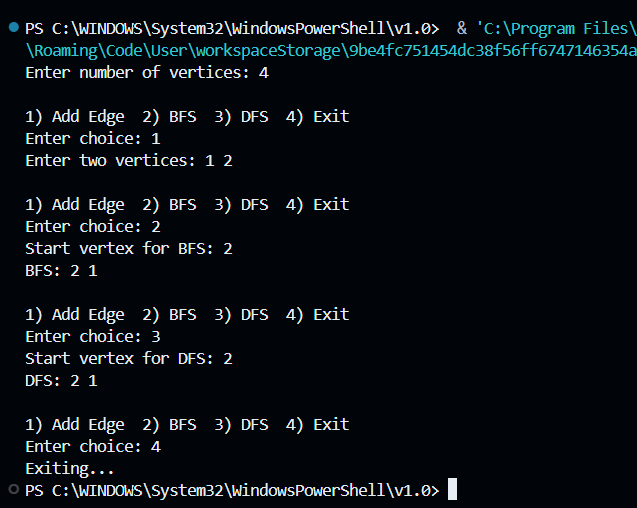 PS C:\WINDOWS\System32\WindowsPowerShell\v1.0>  & 'C:\Program Files\
\Roaming\Code\User\workspaceStorage\9be4fc751454dc38f56ff6747146354a
Enter number of vertices: 4
1) Add Edge  2) BFS  3) DFS  4) Exit
Enter choice: 1
Enter two vertices: 1 2
1) Add Edge  2) BFS  3) DFS  4) Exit
Enter choice: 2
Start vertex for BFS: 2
BFS: 2 1
1) Add Edge  2) BFS  3) DFS  4) Exit
Enter choice: 3
Start vertex for DFS: 2
DFS: 2 1
1) Add Edge  2) BFS  3) DFS  4) Exit
Enter choice: 4
Exiting...
PS C:\WINDOWS\System32\WindowsPowerShell\v1.0>